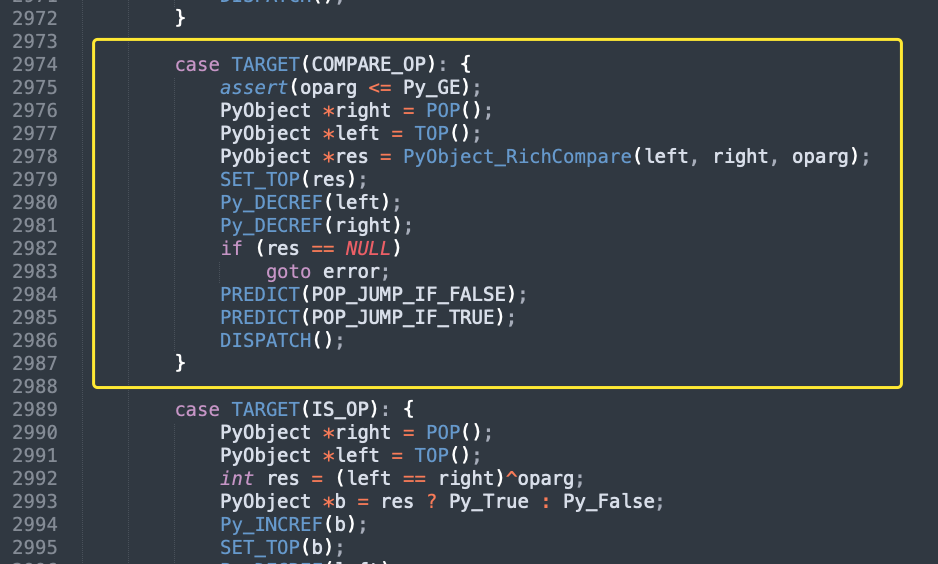 2972 }
2973
2974 case TARGET(COMPARE_OP): {
2975 assert(oparg <= Py_GE);
2976 PyObject *right = POP();
2977 PyObject *left = TOP();
2978 PyObject *res = PyObject_RichCompare(left, right, oparg);
2979 SET_TOP(res);
2980 Py_DECREF(left);
2981 Py_DECREF(right);
2982 if (res == NULL)
2983 goto error;
2984 PREDICT(POP_JUMP_IF_FALSE);
2985 PREDICT(POP_JUMP_IF_TRUE);
2986 DISPATCH();
2987 }
2988
2989 case TARGET(IS_OP): {
2990 PyObject *right = POP();
2991 PyObject *left = TOP();
2992 int res = (left == right)^oparg;
2993 PyObject *b = res ? Py_True : Py_False;
2994 Py_INCREF(b);
2995 SET_TOP(b);